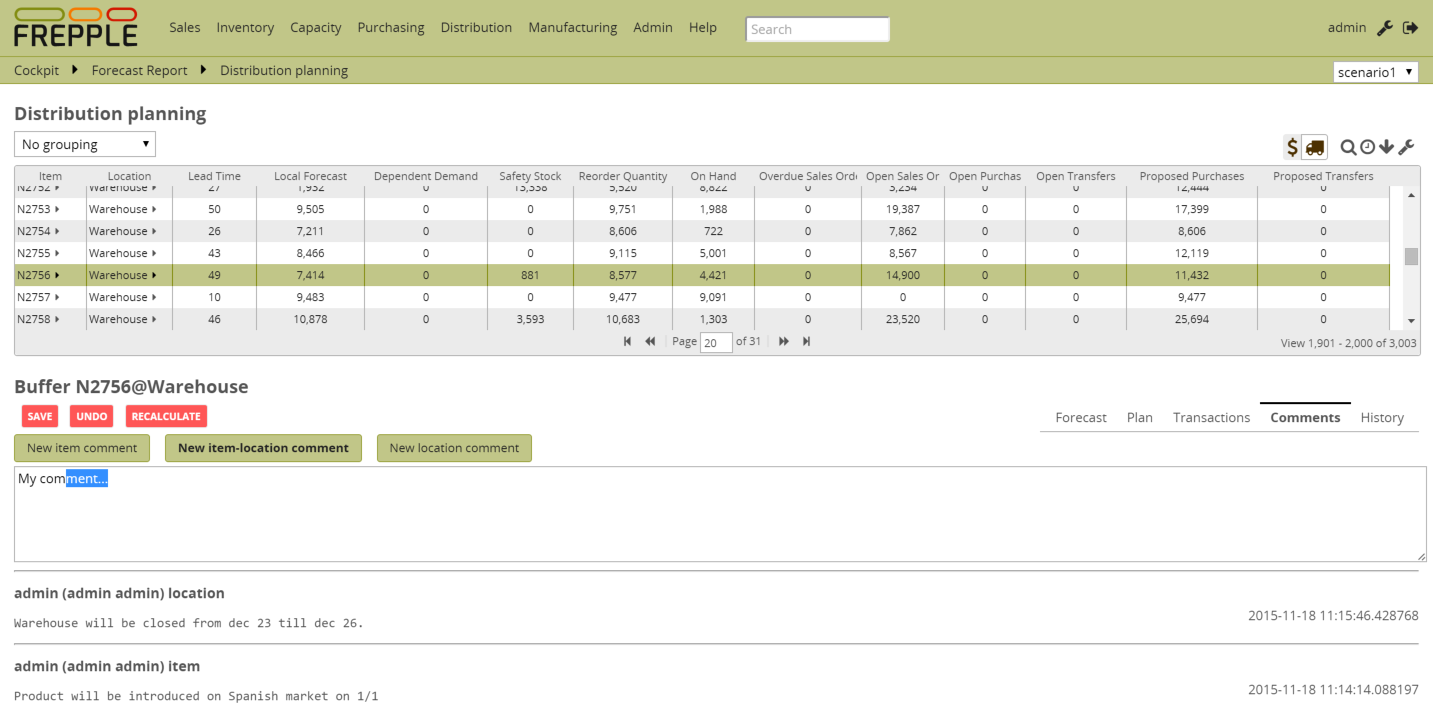 FREPPLE Sales Inventory Capacity Purchasing Distribution Manufacturing Admin Help Search admin
Cockpit Forecast Report Distribution planning scenario1
Distribution planning
No grouping $
Item Location Lead Time Local Forecast Dependent Demand Safety Stock Reorder Quantity On Hand Overdue Sales Orde Open Sales Or Open Purchas Open Transfers Proposed Purchases Proposed Transfers
N2752 Warehouse 27 1,932 0 13,338 5,520 8,822 0 3,234 0 0 12,444 0
N2753 Warehouse 50 9,505 0 0 9,751 1,988 0 19,387 0 0 17,399 0
N2754 Warehouse 26 7,211 0 0 8,606 722 0 7,862 0 0 8,606 0
N2755 Warehouse 43 8,466 0 0 9,115 5,001 0 8,567 0 0 12,119 0
N2756 Warehouse 49 7,414 0 881 8,577 4,421 0 14,900 0 0 11,432 0
N2757 Warehouse 10 9,483 0 0 9,477 9,091 0 0 0 0 9,477 0
N2758 Warehouse 46 10,878 0 3,593 10,683 1,303 0 23,520 0 0 25,694 0
Page 20 of 31 View 1,901 - 2,000 of 3,003
Buffer N2756@Warehouse
SAVE UNDO RECALCULATE Forecast Plan Transactions Comments History
New item comment New item-location comment New location comment
My comment...
admin (admin admin) location
2015-11-18 11:15:46.428768
Warehouse will be closed from dec 23 till dec 26.
admin (admin admin) item
2015-11-18 11:14:14.088197
Product will be introduced on Spanish market on 1/1